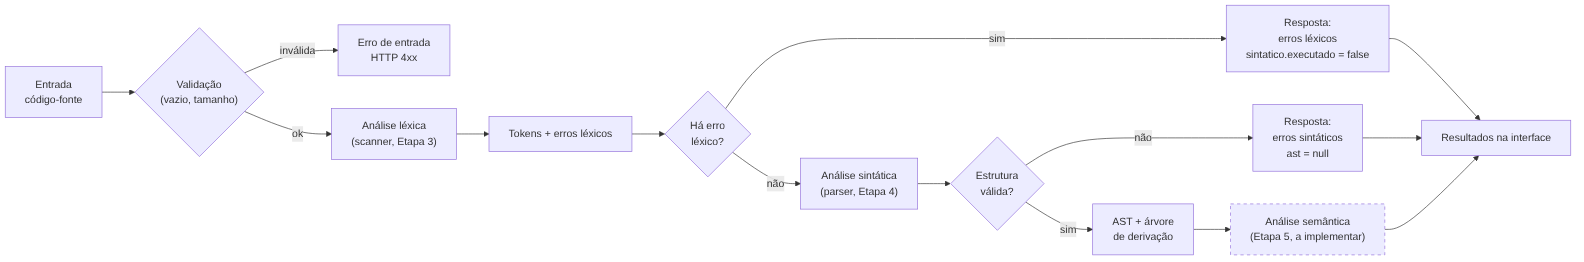 Entrada
código-fonte
Validação
(vazio, tamanho)
inválida
Erro de entrada
HTTP 4xx
ok
Análise léxica
(scanner, Etapa 3)
Tokens + erros léxicos
Há erro
léxico?
sim
Resposta:
erros léxicos
sintatico.executado = false
não
Análise sintática
(parser, Etapa 4)
Estrutura
válida?
não
Resposta:
erros sintáticos
ast = null
sim
AST + árvore
de derivação
Análise semântica
(Etapa 5, a implementar)
Resultados na interface